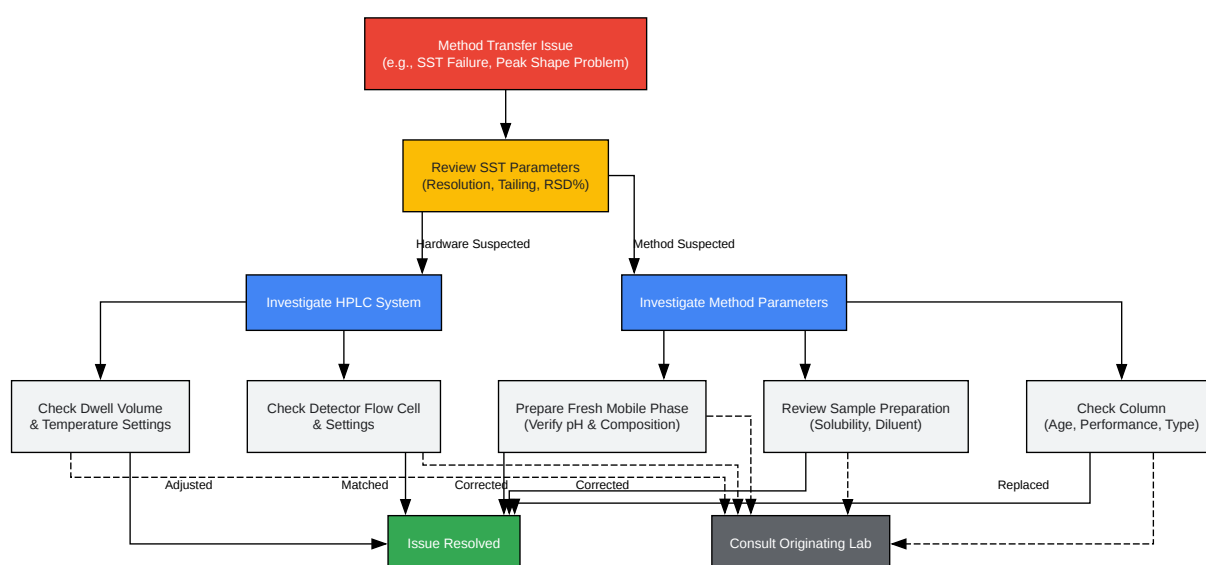 Method Transfer Issue
(e.g., SST Failure, Peak Shape Problem)
Review SST Parameters
(Resolution, Tailing, RSD%)
Hardware Suspected
Method Suspected
Investigate HPLC System
Investigate Method Parameters
Check Dwell Volume
& Temperature Settings
Check Detector Flow Cell
& Settings
Prepare Fresh Mobile Phase
(Verify pH & Composition)
Review Sample Preparation
(Solubility, Diluent)
Check Column
(Age, Performance, Type)
Adjusted
Matched
Corrected
Corrected
Replaced
Issue Resolved
Consult Originating Lab